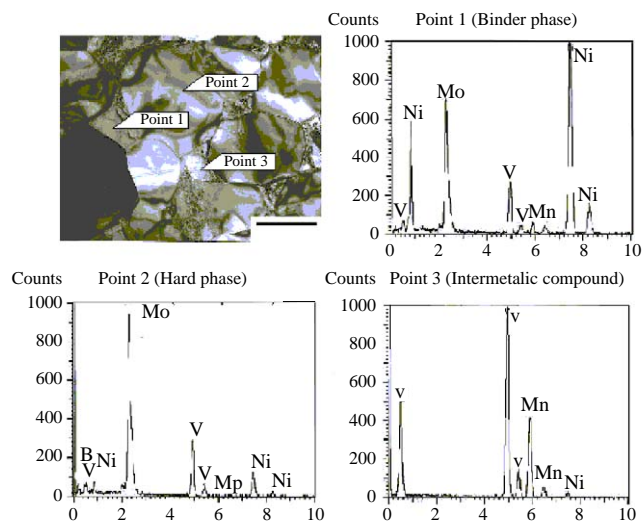 Counts Point 1 (Binder phase)
Point 2
Point 1
Point 3
1000
800
600
400
200
0
Ni
Mo
Ni
V
V
V
Mn
Ni
0 2 4 6 8 10
Counts Point 2 (Hard phase)
1000
800
600
400
200
0
Mo
B
V
Ni
V
V
Mp
Ni
Ni
0 2 4 6 8 10
Counts Point 3 (Intermetalic compound)
1000
800
600
400
200
0
v
v
v
Mn
Mn
Ni
0 2 4 6 8 10